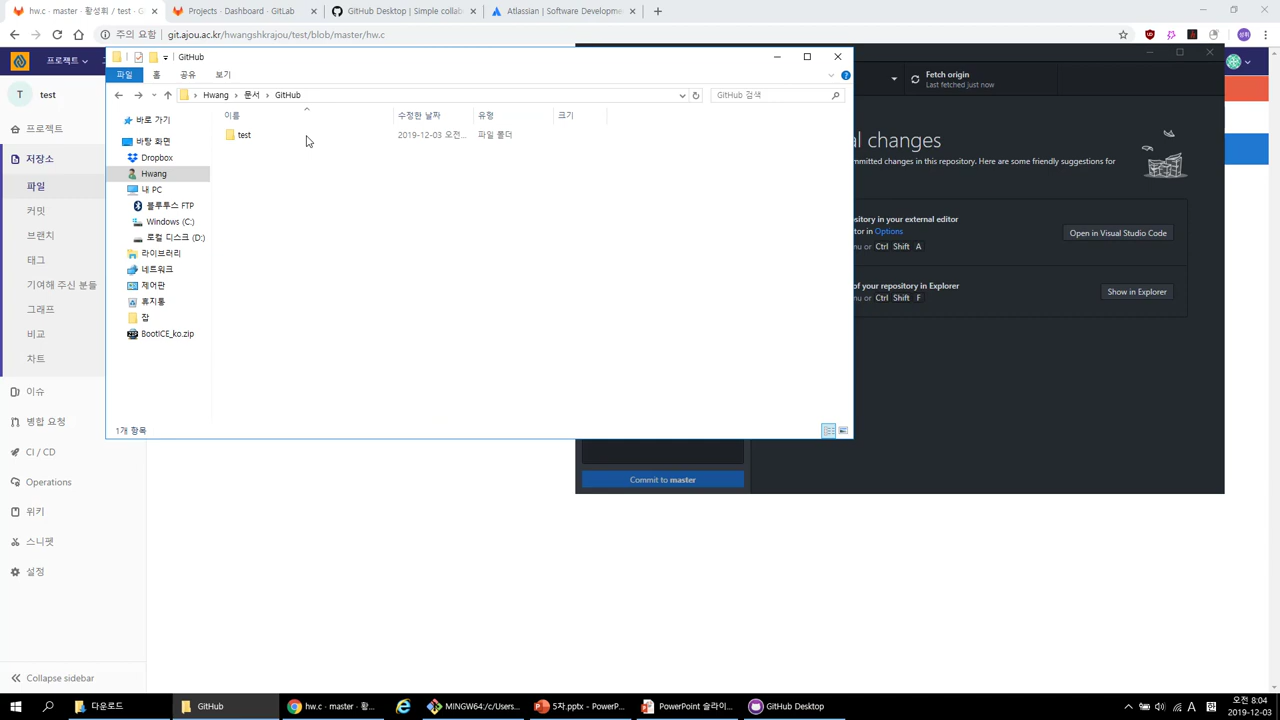 hw.c · master · 황성휘 / test · Git
Projects · Dashboard · GitLab
GitHub Desktop | Simple collab
Atlassian | Software Developme
주의 요함
git.ajou.ac.kr/hwangshkrajou/test/blob/master/hw.c
프로젝트
GitHub
파일
홈
공유
보기
Hwang
문서
GitHub
GitHub 검색
이름
수정한 날짜
유형
크기
test
2019-12-03 오전...
파일 폴더
바로 가기
바탕 화면
Dropbox
Hwang
내 PC
블루투스 FTP
Windows (C:)
로컬 디스크 (D:)
라이브러리
네트워크
제어판
휴지통
잡
BootICE_ko.zip
1개 항목
T
test
프로젝트
저장소
파일
커밋
브랜치
태그
기여해 주신 분들
그래프
비교
차트
이슈
병합 요청
CI / CD
Operations
위키
스니펫
설정
Collapse sidebar
Fetch origin
Last fetched just now
al changes
committed changes in this repository. Here are some friendly suggestions for
ository in your external editor
tor in Options
nu or Ctrl Shift A
Open in Visual Studio Code
of your repository in Explorer
nu or Ctrl Shift F
Show in Explorer
Commit to master
다운로드
GitHub
hw.c · master · 황...
MINGW64:/c/Users...
5차.pptx - PowerP...
PowerPoint 슬라이...
GitHub Desktop
A
오전 8:04
2019-12-03